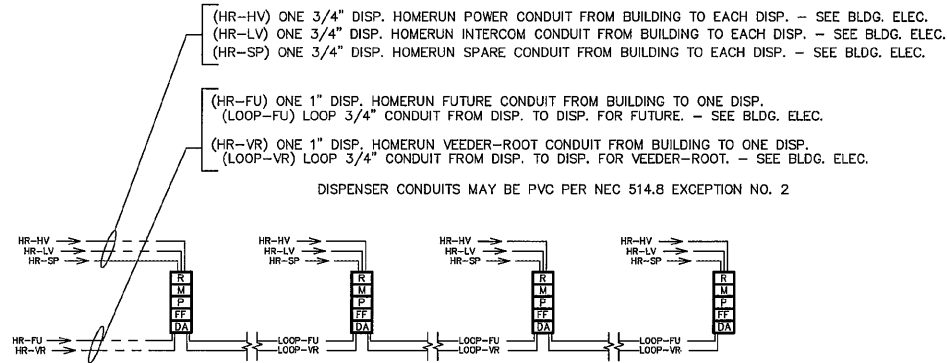 (HR-HV) ONE 3/4" DISP. HOMERUN POWER CONDUIT FROM BUILDING TO EACH DISP. - SEE BLDG. ELEC.
(HR-LV) ONE 3/4" DISP. HOMERUN INTERCOM CONDUIT FROM BUILDING TO EACH DISP. - SEE BLDG. ELEC.
(HR-SP) ONE 3/4" DISP. HOMERUN SPARE CONDUIT FROM BUILDING TO EACH DISP. - SEE BLDG. ELEC.
(HR-FU) ONE 1" DISP. HOMERUN FUTURE CONDUIT FROM BUILDING TO ONE DISP.
(LOOP-FU) LOOP 3/4" CONDUIT FROM DISP. TO DISP. FOR FUTURE. - SEE BLDG. ELEC.
(HR-VR) ONE 1" DISP. HOMERUN VEEDER-ROOT CONDUIT FROM BUILDING TO ONE DISP.
(LOOP-VR) LOOP 3/4" CONDUIT FROM DISP. TO DISP. FOR VEEDER-ROOT. - SEE BLDG. ELEC.
DISPENSER CONDUITS MAY BE PVC PER NEC 514.8 EXCEPTION NO. 2
HR-HV HR-HV HR-HV HR-HV
HR-LV HR-LV HR-LV HR-LV
HR-SP HR-SP HR-SP HR-SP
R R R R
M M M M
P P P P
FF FF FF FF
DA DA DA DA
HR-FU LOOP-FU LOOP-FU LOOP-FU
HR-VR LOOP-VR LOOP-VR LOOP-VR